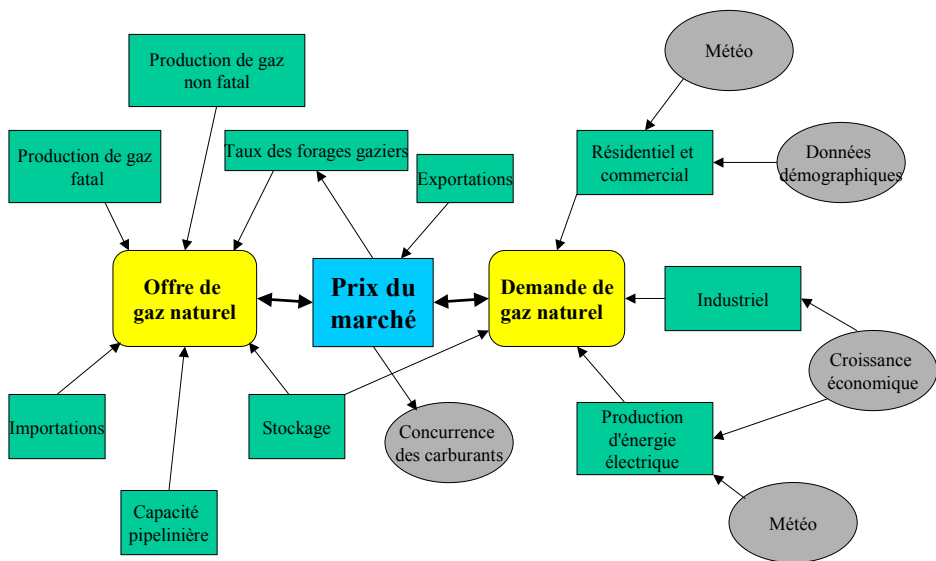 Production de gaz
non fatal
Météo
Production de gaz
fatal
Taux des forages gaziers
Exportations
Résidentiel et
commercial
Données
démographiques
Offre de
gaz naturel
Prix du
marché
Demande de
gaz naturel
Industriel
Croissance
économique
Importations
Stockage
Concurrence
des carburants
Production
d'énergie
électrique
Capacité
pipelinière
Météo